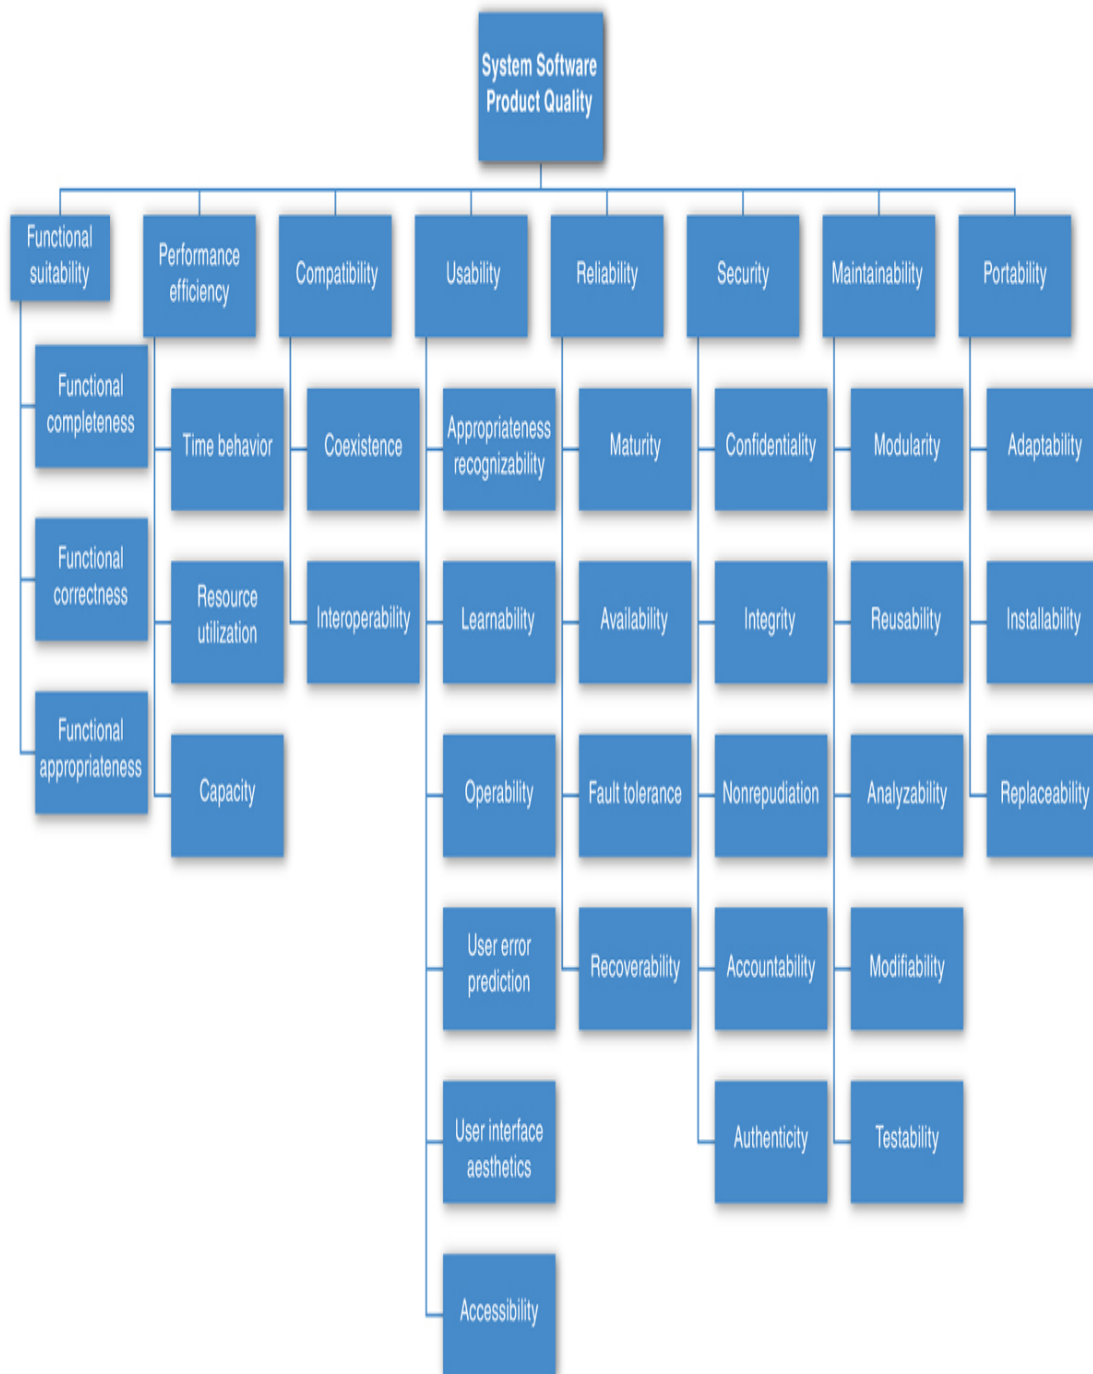 System Software
Product Quality
Functional
suitability
Performance
efficiency
Compatibility
Usability
Reliability
Security
Maintainability
Portability
Functional
completeness
Functional
correctness
Functional
appropriateness
Time behavior
Resource
utilization
Capacity
Coexistence
Interoperability
Appropriateness
recognizability
Learnability
Operability
User error
prediction
User interface
aesthetics
Accessibility
Maturity
Availability
Fault tolerance
Recoverability
Confidentiality
Integrity
Nonrepudiation
Accountability
Authenticity
Modularity
Reusability
Analyzability
Modifiability
Testability
Adaptability
Installability
Replaceability